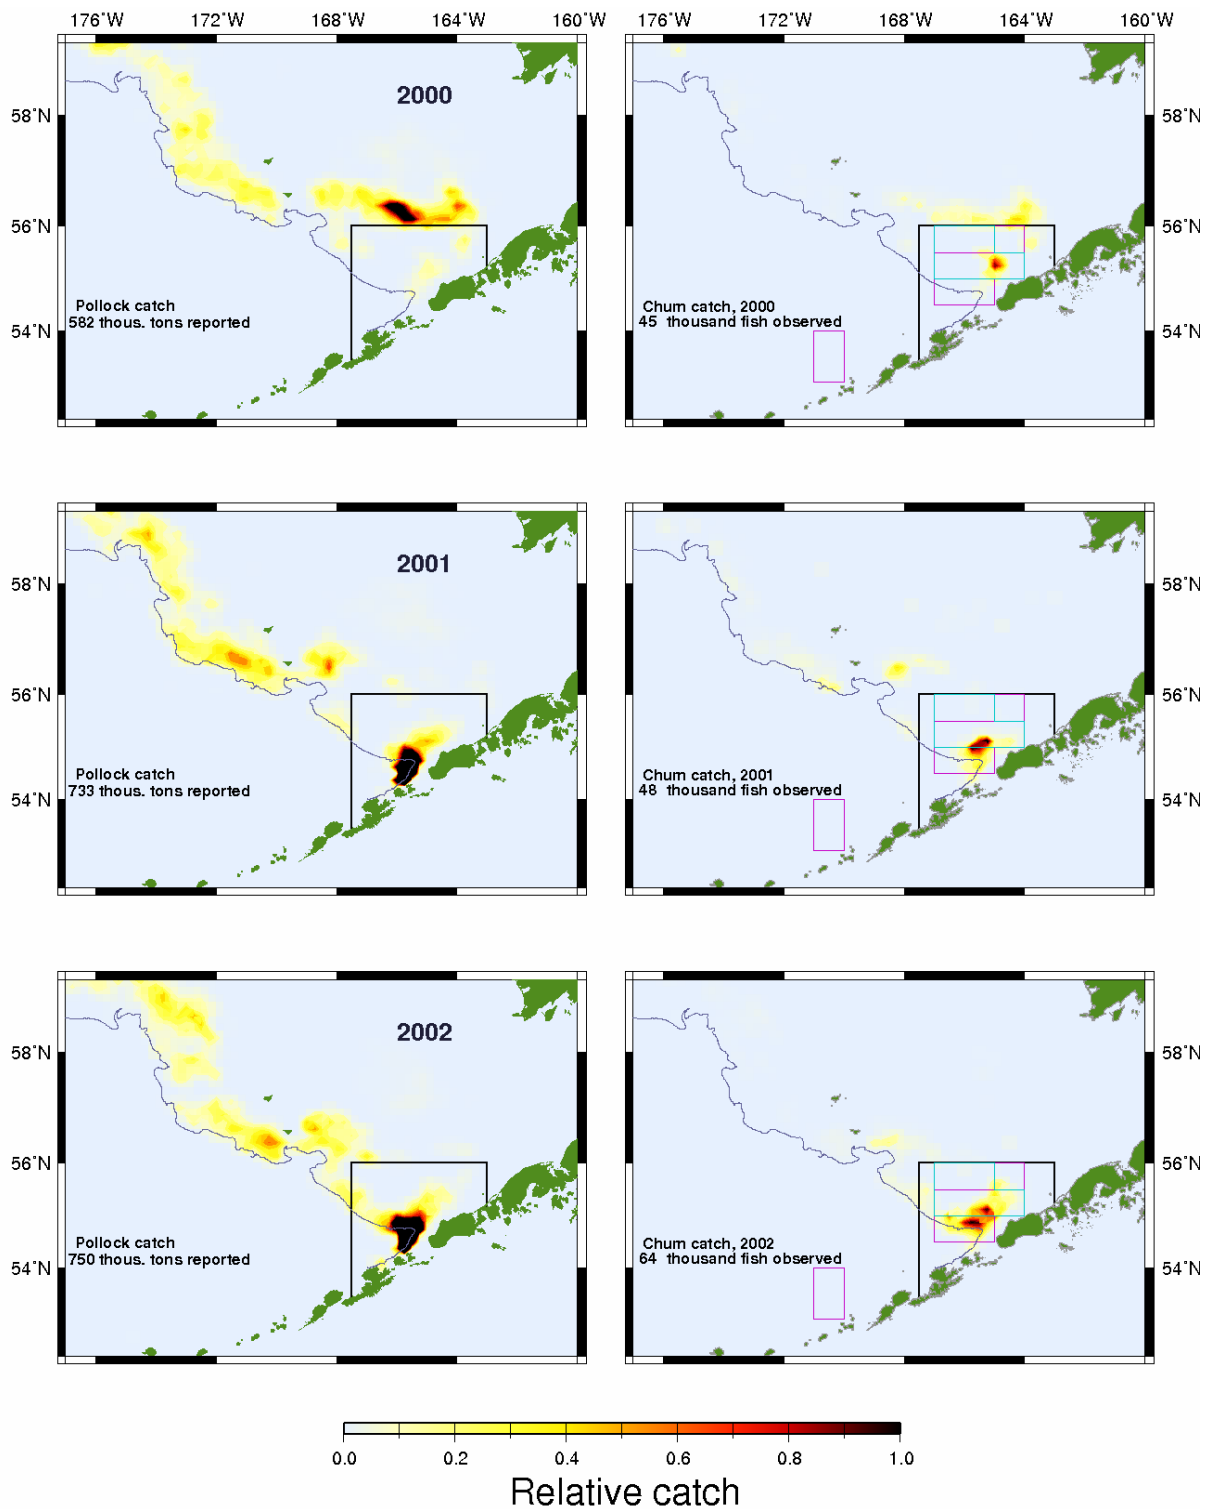 176°W 172°W 168°W 164°W 160°W 176°W 172°W 168°W 164°W 160°W
2000
58°N 58°N
56°N 56°N
Pollock catch Chum catch, 2000
582 thous. tons reported 45 thousand fish observed
54°N 54°N
2001
58°N 58°N
56°N 56°N
Pollock catch Chum catch, 2001
733 thous. tons reported 48 thousand fish observed
54°N 54°N
2002
58°N 58°N
56°N 56°N
Pollock catch Chum catch, 2002
750 thous. tons reported 64 thousand fish observed
54°N 54°N
0.0 0.2 0.4 0.6 0.8 1.0
Relative catch